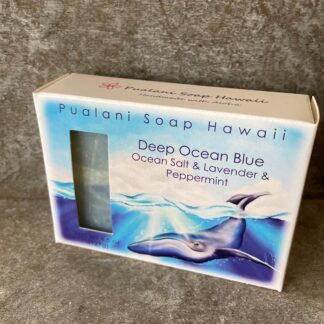 Pualani Soap Hawaii
Handmade with Aloha
Pualani Soap Hawaii
Deep Ocean Blue
Ocean Salt & Lavender &
Peppermint